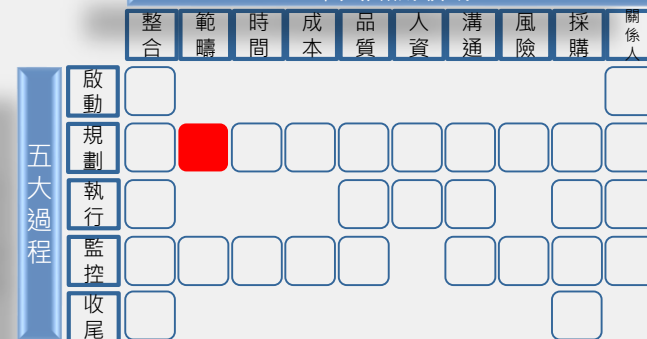 整合 範疇 時間 成本 品質 人資 溝通 風險 採購 關係人
五大過程
啟動
規劃
執行
監控
收尾